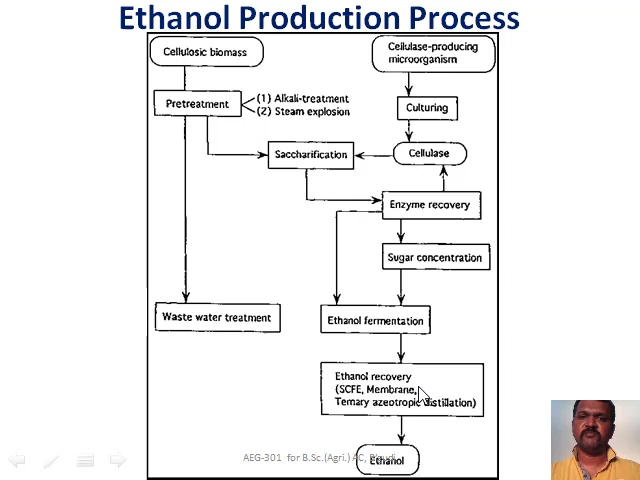 Ethanol Production Process
Cellulosic biomass
Cellulase-producing
microorganism
Pretreatment
(1) Alkali-treatment
(2) Steam explosion
Culturing
Saccharification
Cellulase
Enzyme recovery
Sugar concentration
Waste water treatment
Ethanol fermentation
Ethanol recovery
(SCFE, Membrane,
Ternary azeotropic distillation)
AEG-301 for B.Sc.(Agri.) AC,
Ethanol